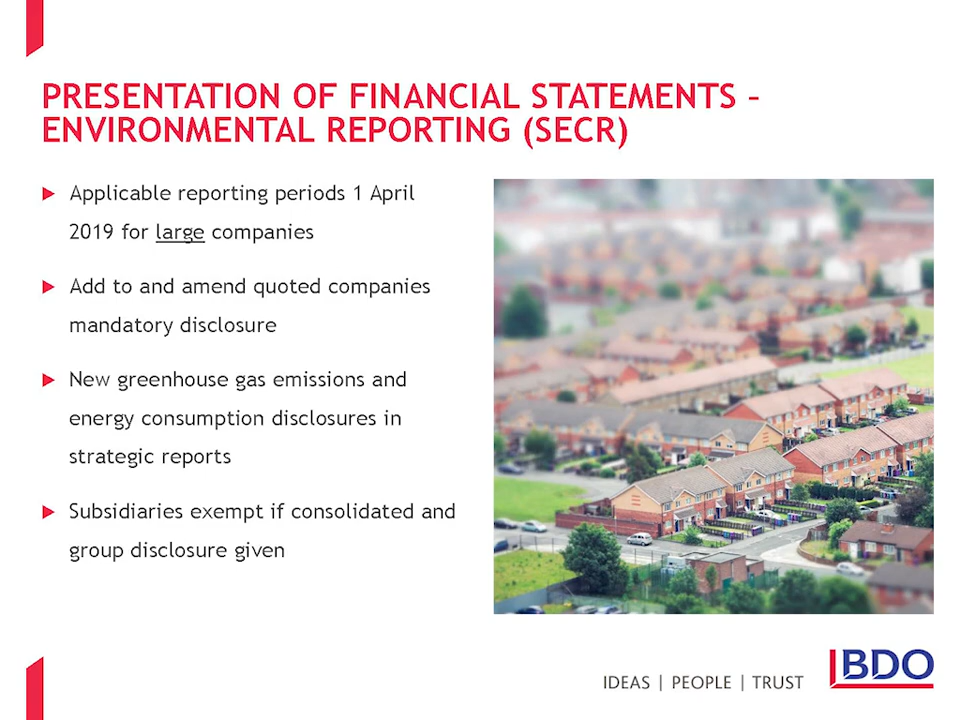 PRESENTATION OF FINANCIAL STATEMENTS –
ENVIRONMENTAL REPORTING (SECR)
Applicable reporting periods 1 April
2019 for large companies
Add to and amend quoted companies
mandatory disclosure
New greenhouse gas emissions and
energy consumption disclosures in
strategic reports
Subsidiaries exempt if consolidated and
group disclosure given
IDEAS | PEOPLE | TRUST
BDO